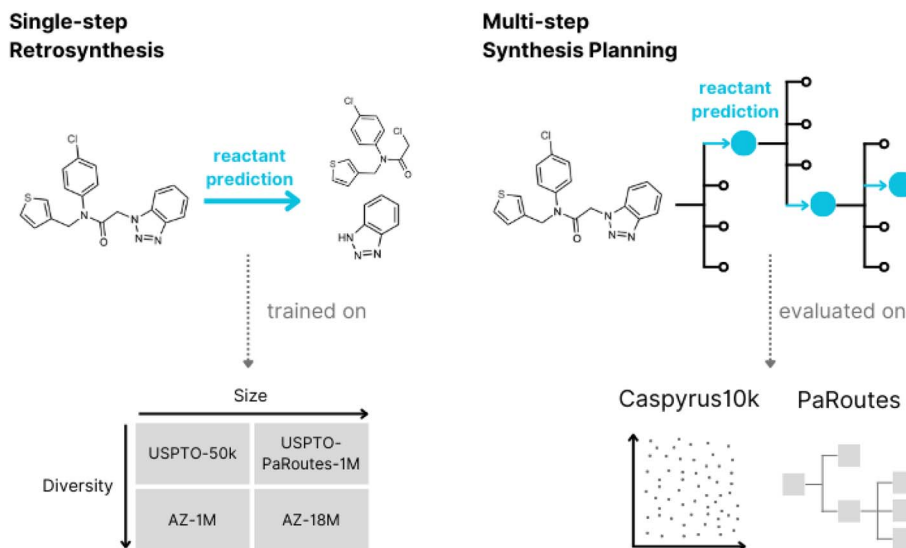 Single-step
Retrosynthesis
Cl
S
N
O
N
N
N
reactant
prediction
Cl
Cl
S
N
O
HN
N
N
trained on
Size
Diversity
USPTO-50k
USPTO-
PaRoutes-1M
AZ-1M
AZ-18M
Multi-step
Synthesis Planning
Cl
S
N
O
N
N
N
reactant
prediction
evaluated on
Caspyrus10k
PaRoutes